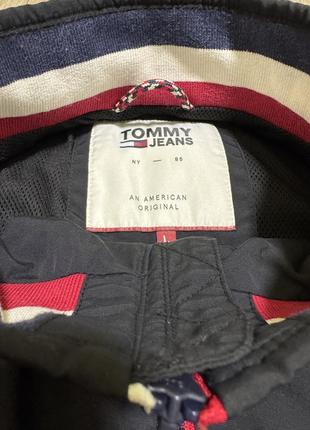 TOMMY
JEANS
NY — 85
AN AMERICAN
ORIGINAL
L